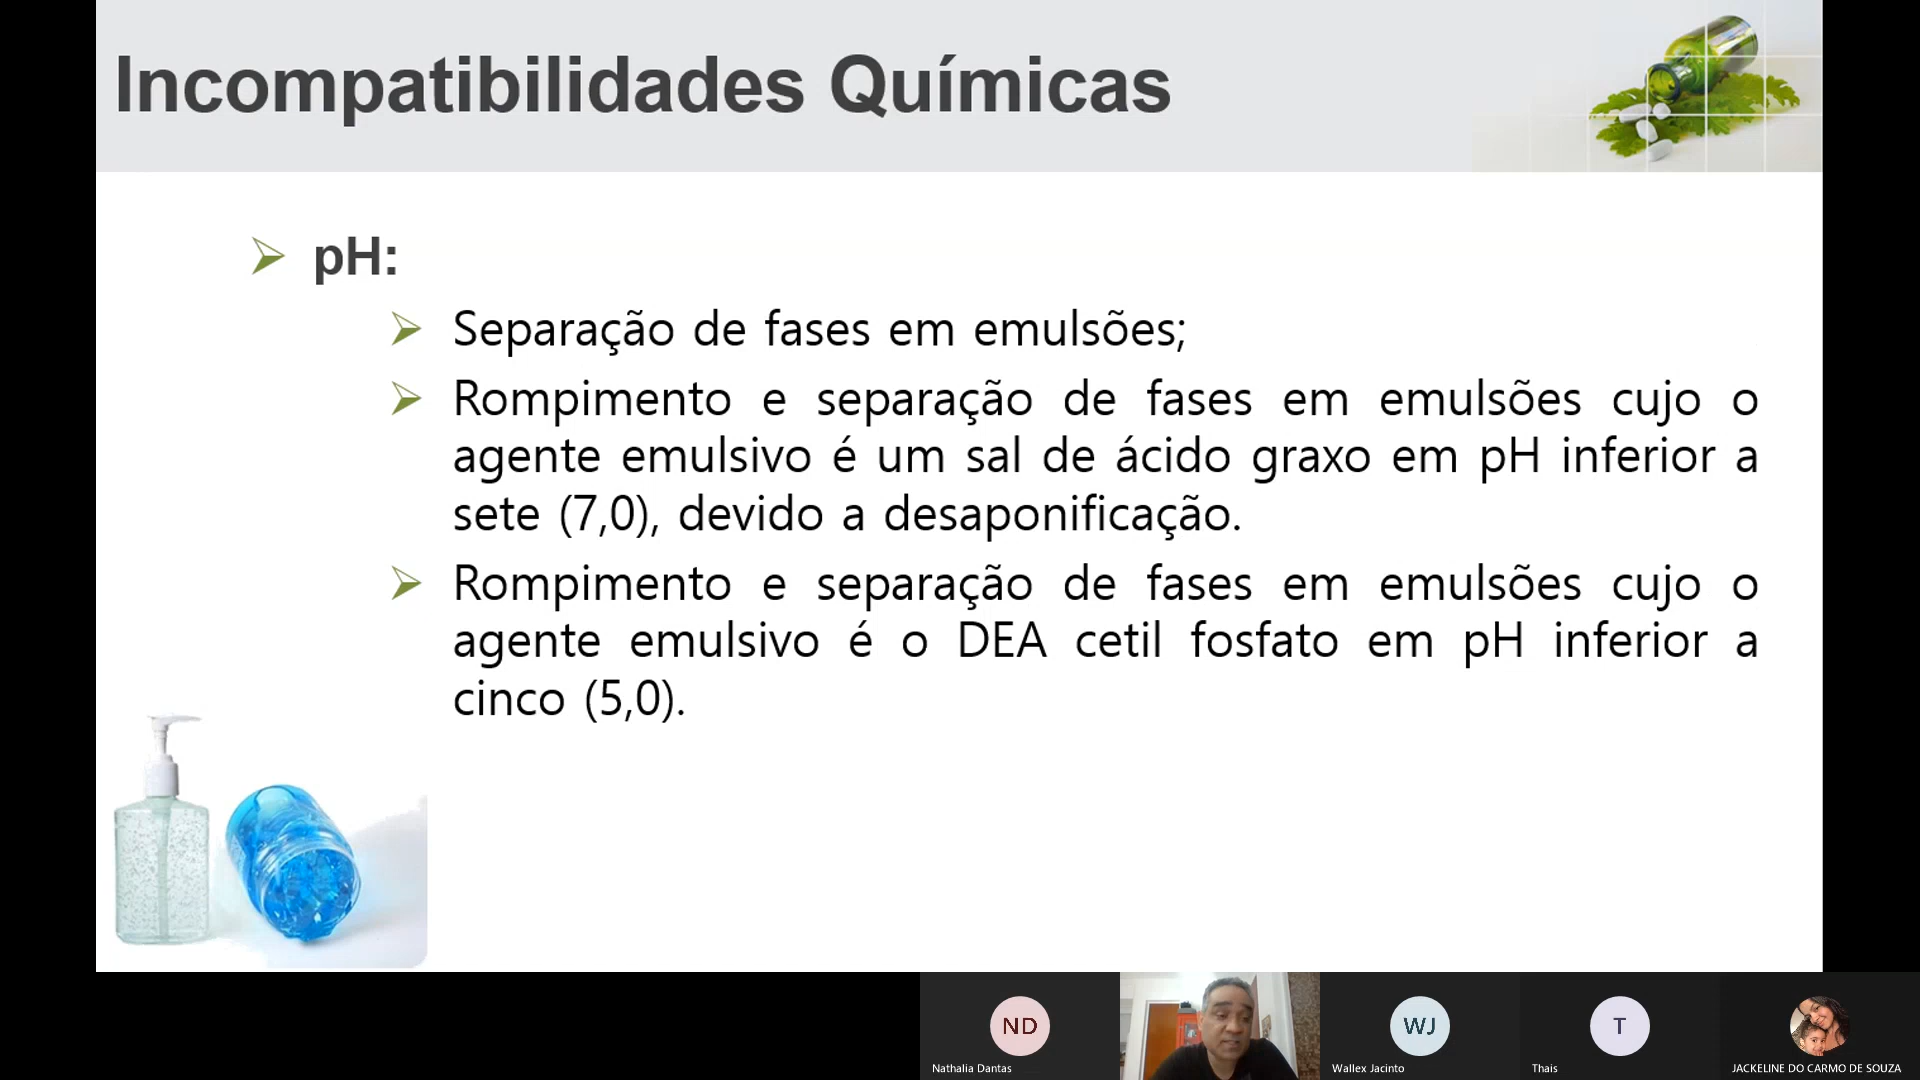 Incompatibilidades Químicas
pH:
Separação de fases em emulsões;
Rompimento e separação de fases em emulsões cujo o
agente emulsivo é um sal de ácido graxo em pH inferior a
sete (7,0), devido a desaponificação.
Rompimento e separação de fases em emulsões cujo o
agente emulsivo é o DEA cetil fosfato em pH inferior a
cinco (5,0).
ND
WJ
T
Nathalia Dantas
Wallex Jacinto
Thais
JACKELINE DO CARMO DE SOUZA